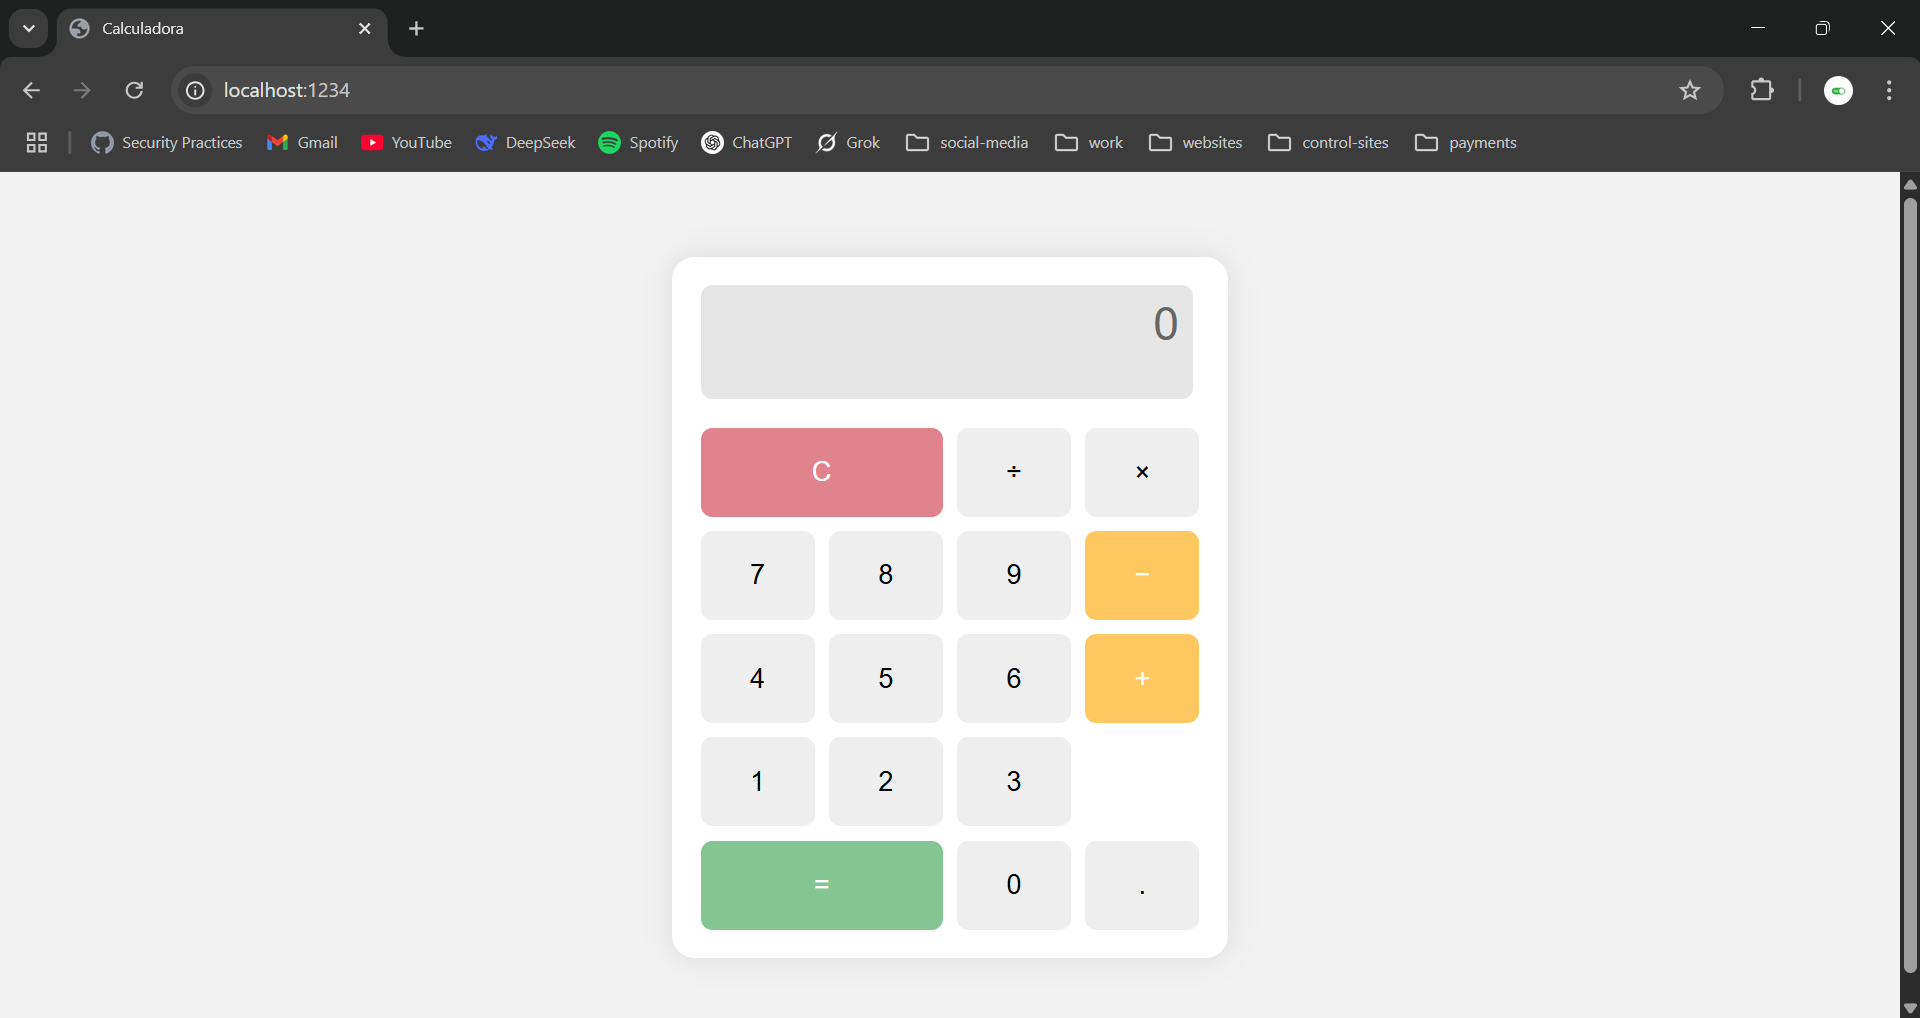 Calculadora
localhost:1234
Security Practices Gmail YouTube DeepSeek Spotify ChatGPT Grok social-media work websites control-sites payments
0
C ÷ ×
7 8 9 −
4 5 6 +
1 2 3
= 0 .